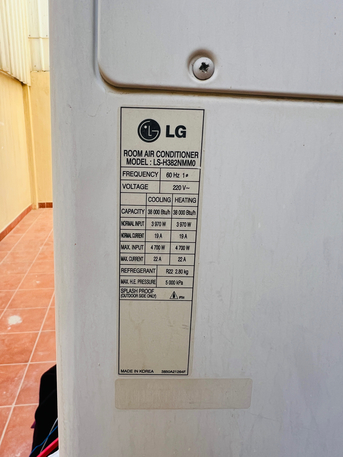 LG
ROOM AIR CONDITIONER
MODEL : LS-H382NMM0
FREQUENCY 60 Hz 1ø
VOLTAGE 220 V~
COOLING HEATING
CAPACITY 38 000 Btu/h 38 000 Btu/h
NORMAL INPUT 3 970 W 3 970 W
NORMAL CURRENT 19 A 19 A
MAX. INPUT 4 700 W 4 700 W
MAX. CURRENT 22 A 22 A
REFREGERANT R22 2.80 kg
MAX. H.E. PRESSURE 5 000 kPa
SPLASH PROOF
(OUTDOOR SIDE ONLY)
MADE IN KOREA